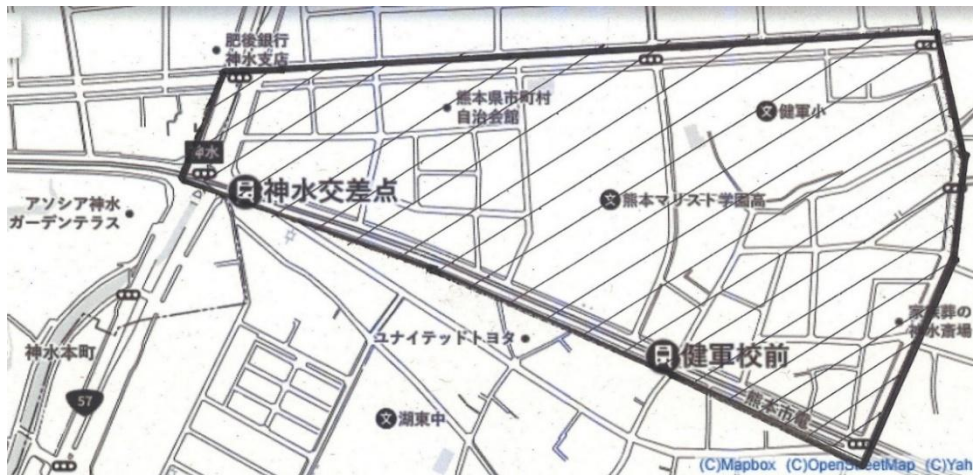 肥後銀行
神水支店
熊本県市町村
自治会館
健軍小
神水
神水交差点
熊本マリスト学園高
アソシア神水
ガーデンテラス
家族葬の
神水斎場
ユナイテッドトヨタ
健軍校前
神水本町
57
湖東中
熊本市電
(C)Mapbox (C)OpenStreetMap (C)Yah